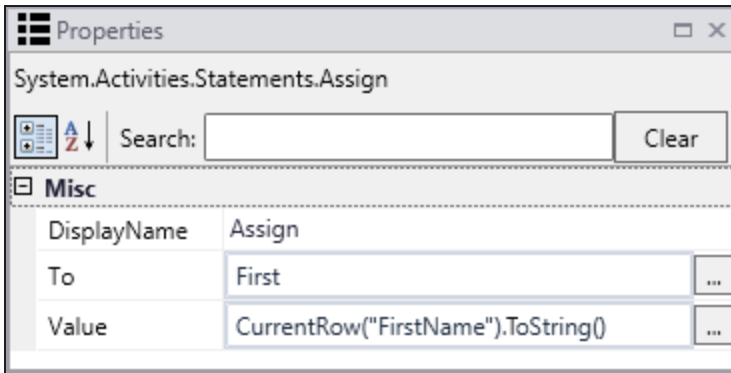 Properties
System.Activities.Statements.Assign
Search: Clear
Misc
DisplayName Assign
To First ...
Value CurrentRow("FirstName").ToString() ...